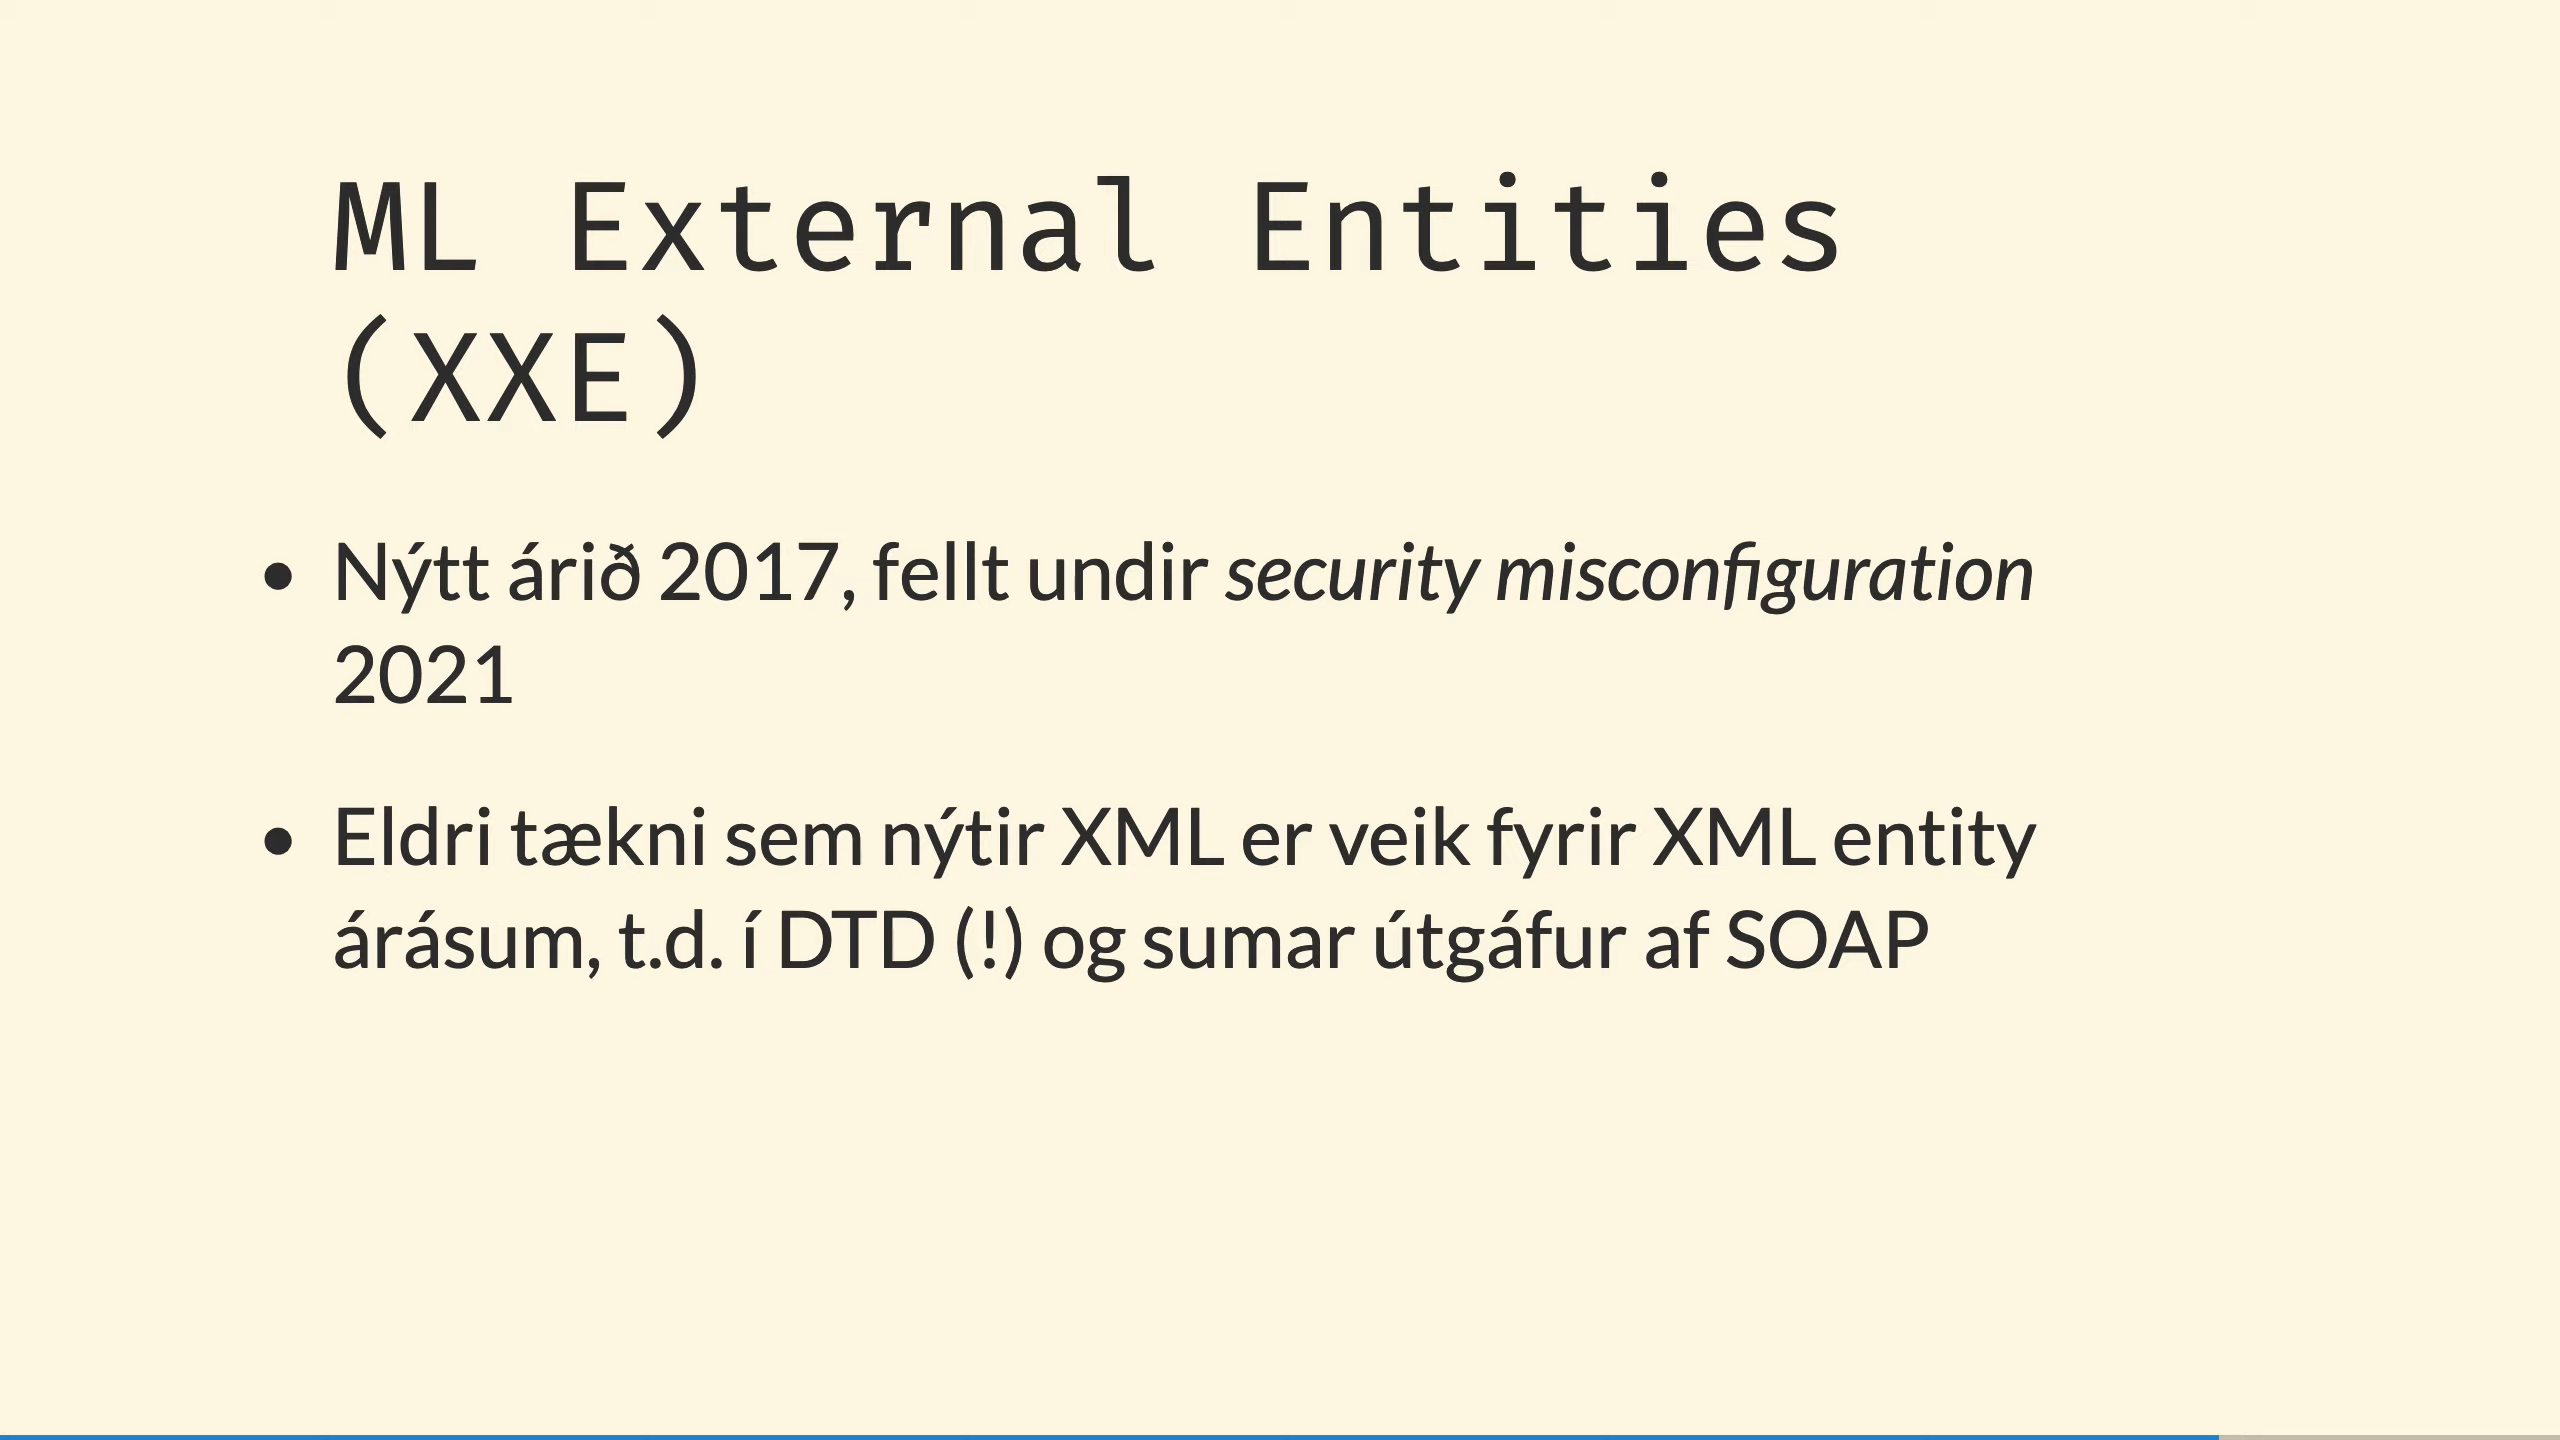 ML External Entities
(XXE)
Nýtt árið 2017, fellt undir security misconfiguration
2021
Eldri tækni sem nýtir XML er veik fyrir XML entity
árásum, t.d. í DTD (!) og sumar útgáfur af SOAP